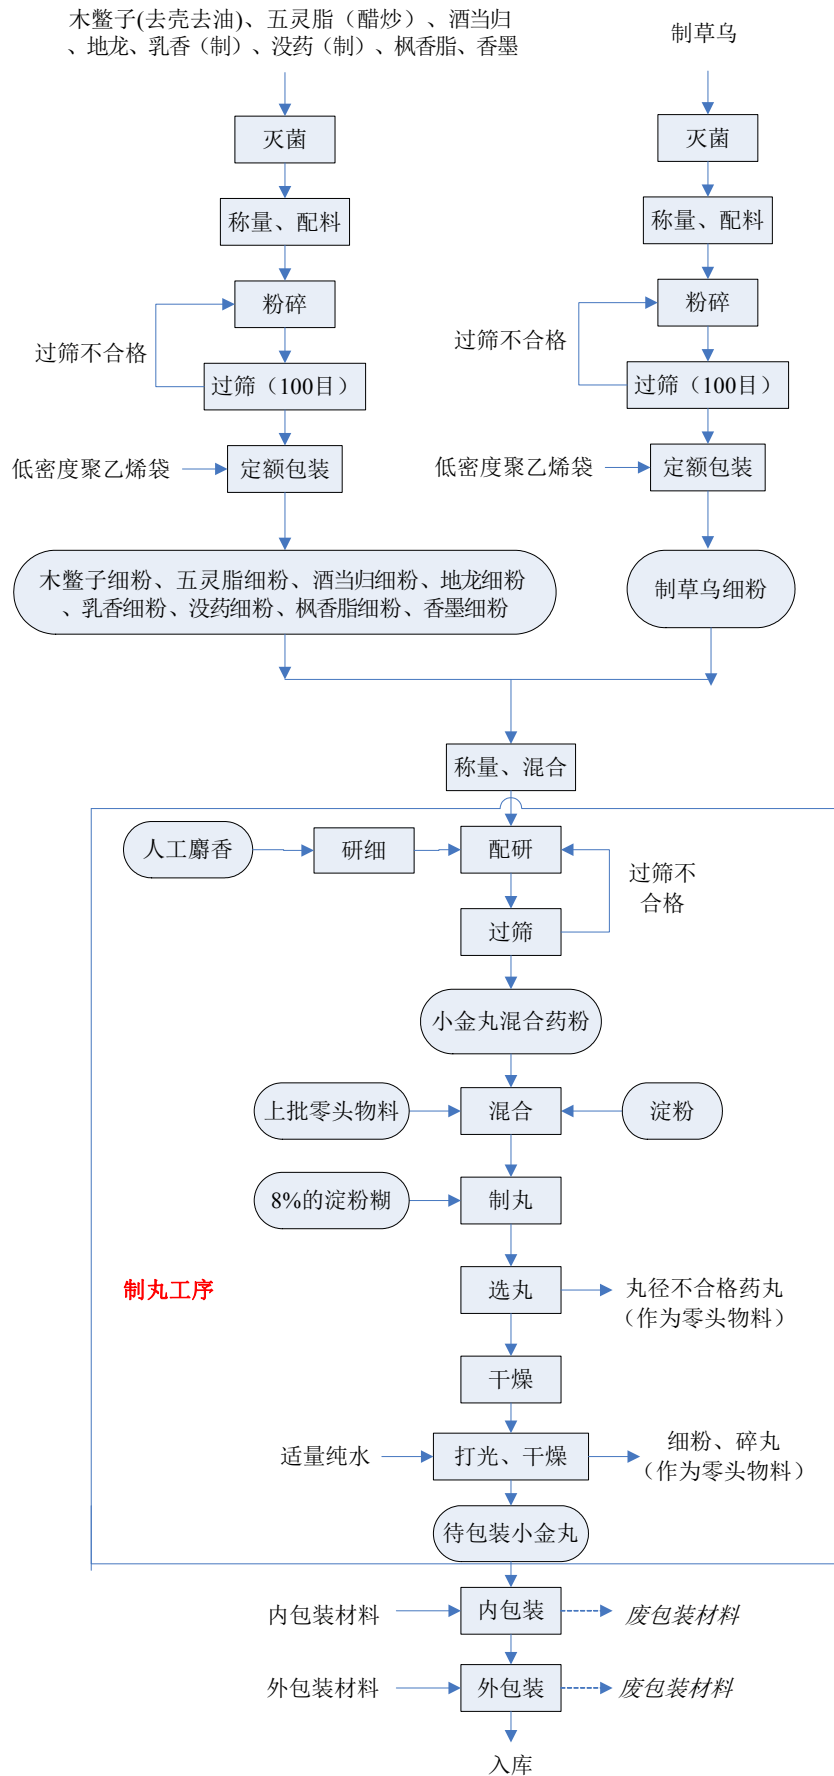 木鳖子(去壳去油)、五灵脂（醋炒）、酒当归
、地龙、乳香（制）、没药（制）、枫香脂、香墨
制草乌
灭菌
灭菌
称量、配料
称量、配料
粉碎
粉碎
过筛不合格
过筛不合格
过筛（100目）
过筛（100目）
低密度聚乙烯袋
定额包装
低密度聚乙烯袋
定额包装
木鳖子细粉、五灵脂细粉、酒当归细粉、地龙细粉
、乳香细粉、没药细粉、枫香脂细粉、香墨细粉
制草乌细粉
称量、混合
人工麝香
研细
配研
过筛不
合格
过筛
小金丸混合药粉
上批零头物料
混合
淀粉
8%的淀粉糊
制丸
制丸工序
选丸
丸径不合格药丸
（作为零头物料）
干燥
适量纯水
打光、干燥
细粉、碎丸
（作为零头物料）
待包装小金丸
内包装材料
内包装
废包装材料
外包装材料
外包装
废包装材料
入库